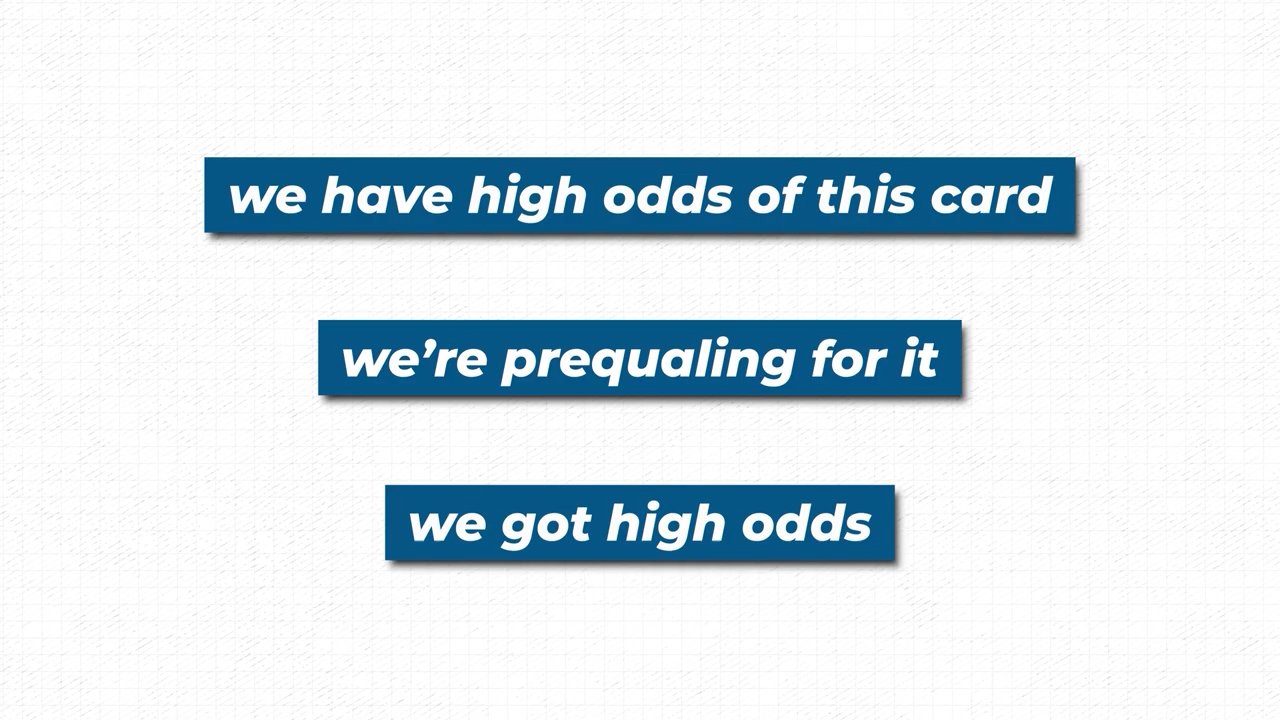 we have high odds of this card
we’re prequaling for it
we got high odds